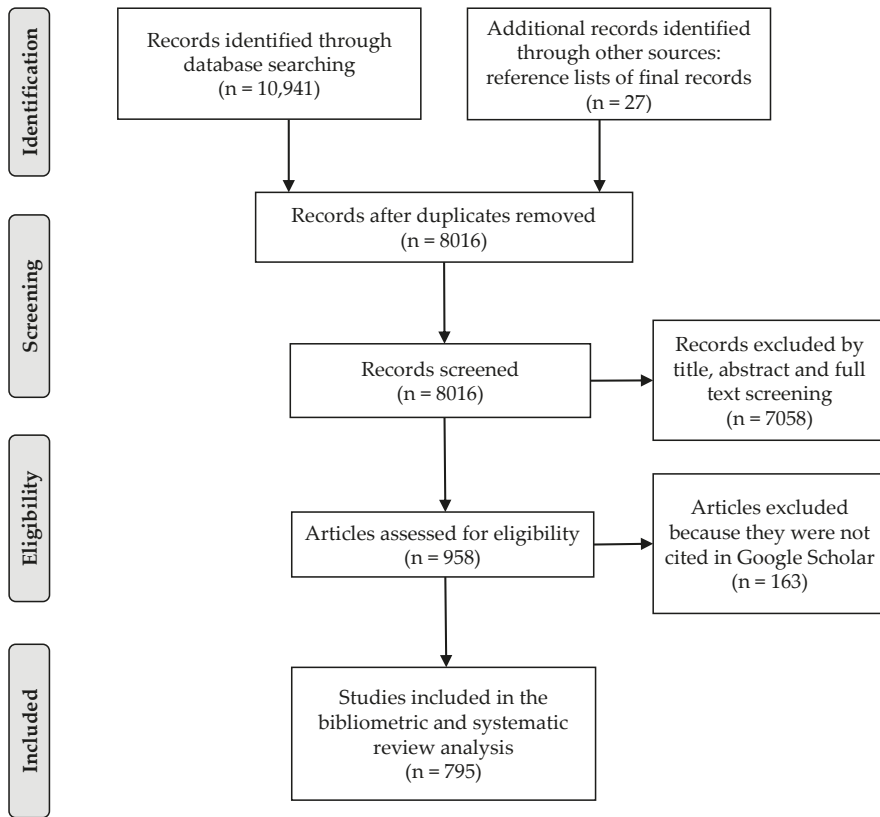 Identification
Records identified through
database searching
(n = 10,941)
Additional records identified
through other sources:
reference lists of final records
(n = 27)
Screening
Records after duplicates removed
(n = 8016)
Records screened
(n = 8016)
Records excluded by
title, abstract and full
text screening
(n = 7058)
Eligibility
Articles assessed for eligibility
(n = 958)
Articles excluded
because they were not
cited in Google Scholar
(n = 163)
Included
Studies included in the
bibliometric and systematic
review analysis
(n = 795)